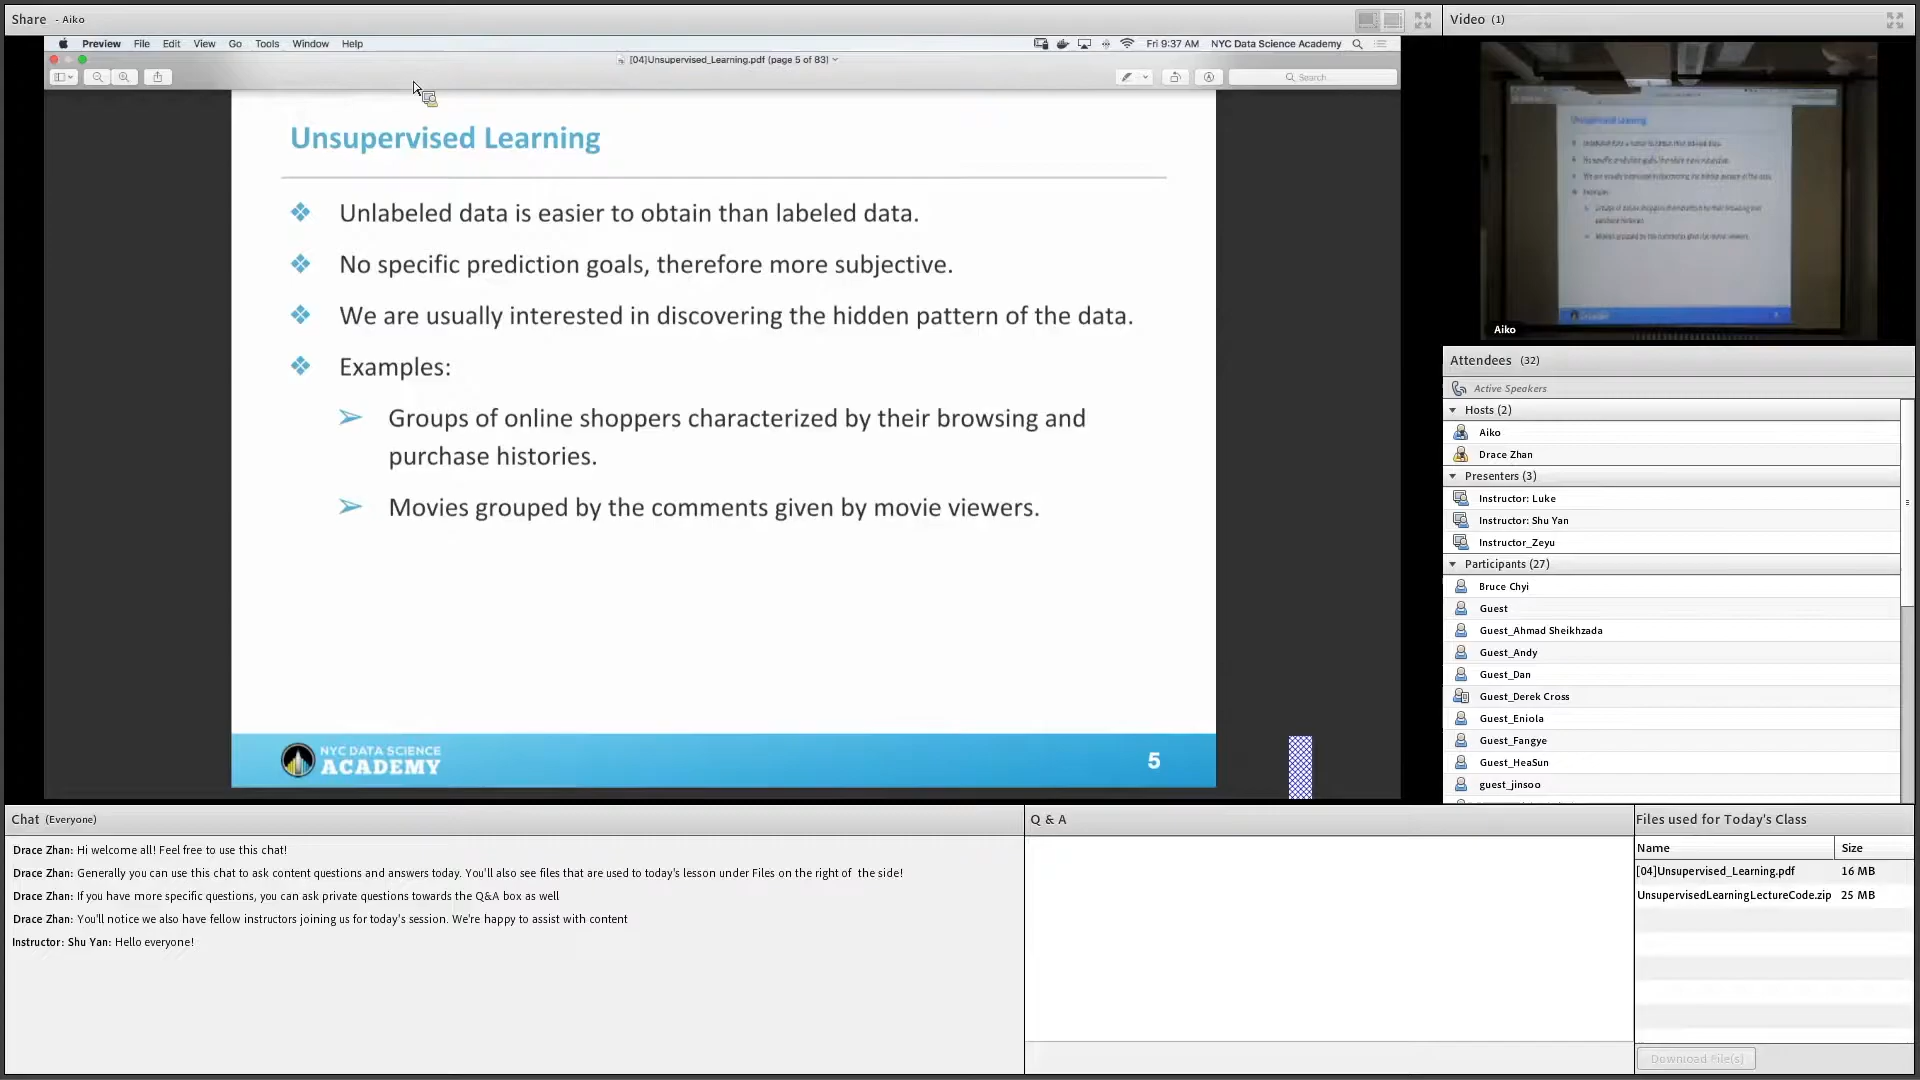 Share - Aiko
Preview File Edit View Go Tools Window Help
Fri 9:37 AM NYC Data Science Academy
[04]Unsupervised_Learning.pdf (page 5 of 83)
Search
Unsupervised Learning
Unlabeled data is easier to obtain than labeled data.
No specific prediction goals, therefore more subjective.
We are usually interested in discovering the hidden pattern of the data.
Examples:
Groups of online shoppers characterized by their browsing and
purchase histories.
Movies grouped by the comments given by movie viewers.
NYC DATA SCIENCE
ACADEMY
5
Video (1)
Unsupervised Learning
Aiko
Attendees (32)
Active Speakers
Hosts (2)
Aiko
Drace Zhan
Presenters (3)
Instructor: Luke
Instructor: Shu Yan
Instructor_Zeyu
Participants (27)
Bruce Chyi
Guest
Guest_Ahmad Sheikhzada
Guest_Andy
Guest_Dan
Guest_Derek Cross
Guest_Eniola
Guest_Fangye
Guest_HeaSun
guest_jinsoo
Chat (Everyone)
Drace Zhan: Hi welcome all! Feel free to use this chat!
Drace Zhan: Generally you can use this chat to ask content questions and answers today. You'll also see files that are used to today's lesson under Files on the right of the side!
Drace Zhan: If you have more specific questions, you can ask private questions towards the Q&A box as well
Drace Zhan: You'll notice we also have fellow instructors joining us for today's session. We're happy to assist with content
Instructor: Shu Yan: Hello everyone!
Q & A
Files used for Today's Class
Name Size
[04]Unsupervised_Learning.pdf 16 MB
UnsupervisedLearningLectureCode.zip 25 MB
Download File(s)